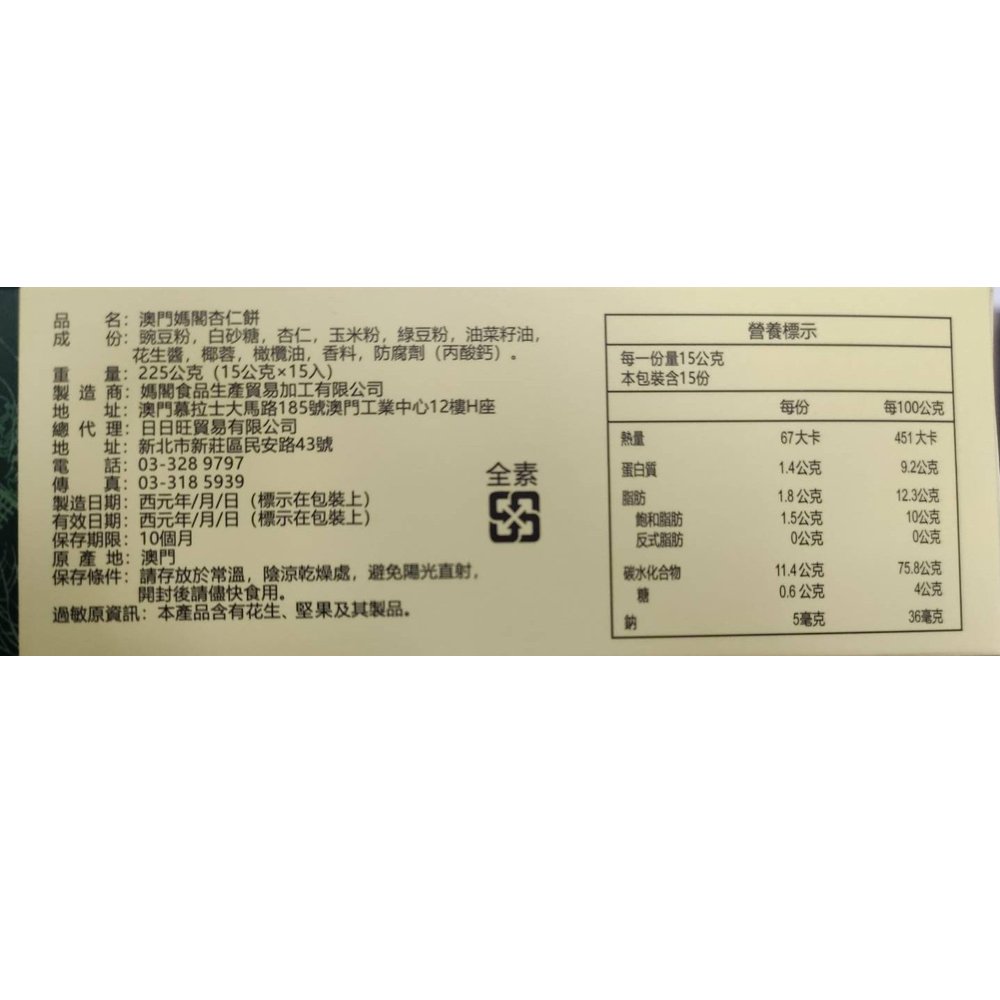 品名：澳門媽閣杏仁餅
成份：豌豆粉，白砂糖，杏仁，玉米粉，綠豆粉，油菜籽油，
花生醬，椰蓉，橄欖油，香料，防腐劑（丙酸鈣）。
重量：225公克（15公克×15入）
製造商：媽閣食品生產貿易加工有限公司
地址：澳門慕拉士大馬路185號澳門工業中心12樓H座
總代理：日日旺貿易有限公司
地址：新北市新莊區民安路43號
電話：03-328 9797
傳真：03-318 5939
製造日期：西元年/月/日（標示在包裝上）
有效日期：西元年/月/日（標示在包裝上）
保存期限：10個月
原產地：澳門
保存條件：請存放於常溫，陰涼乾燥處，避免陽光直射，
開封後請儘快食用。
過敏原資訊：本產品含有花生、堅果及其製品。
全素
營養標示
每一份量15公克
本包裝含15份
每份 每100公克
熱量 67大卡 451大卡
蛋白質 1.4公克 9.2公克
脂肪 1.8公克 12.3公克
飽和脂肪 1.5公克 10公克
反式脂肪 0公克 0公克
碳水化合物 11.4公克 75.8公克
糖 0.6公克 4公克
鈉 5毫克 36毫克